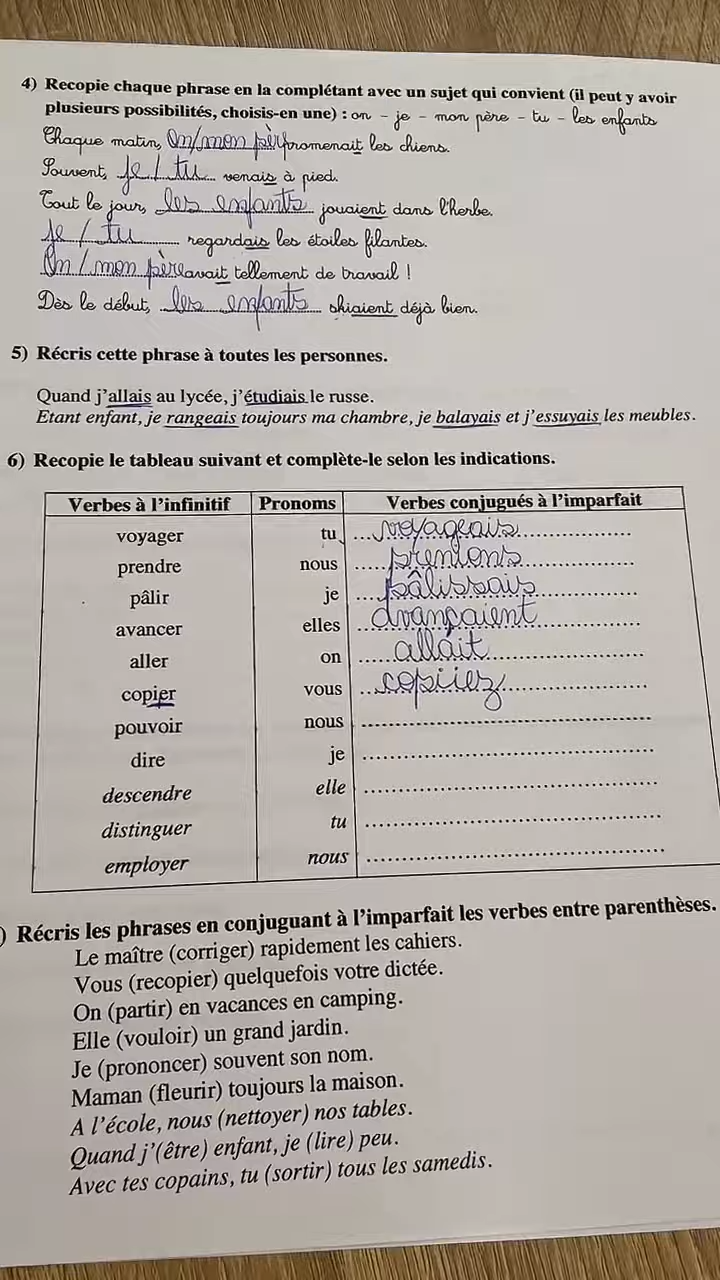 4) Recopie chaque phrase en la complétant avec un sujet qui convient (il peut y avoir
plusieurs possibilités, choisis-en une) : on - je - mon père - tu - les enfants
Chaque matin, On/mon père promenait les chiens.
Souvent, je / tu venais à pied.
Tout le jour, les enfants jouaient dans l'herbe.
je / tu regardais les étoiles filantes.
On / mon père avait tellement de travail !
Dès le début, les enfants skiaient déjà bien.
5) Récris cette phrase à toutes les personnes.
Quand j'allais au lycée, j'étudiais le russe.
Etant enfant, je rangeais toujours ma chambre, je balayais et j'essuyais les meubles.
6) Recopie le tableau suivant et complète-le selon les indications.
Verbes à l'infinitif Pronoms Verbes conjugués à l'imparfait
voyager tu voyageais
prendre nous prenions
pâlir je pâlissais
avancer elles avançaient
aller on allait
copier vous copiiez
pouvoir nous
dire je
descendre elle
distinguer tu
employer nous
) Récris les phrases en conjuguant à l'imparfait les verbes entre parenthèses.
Le maître (corriger) rapidement les cahiers.
Vous (recopier) quelquefois votre dictée.
On (partir) en vacances en camping.
Elle (vouloir) un grand jardin.
Je (prononcer) souvent son nom.
Maman (fleurir) toujours la maison.
A l'école, nous (nettoyer) nos tables.
Quand j'(être) enfant, je (lire) peu.
Avec tes copains, tu (sortir) tous les samedis.